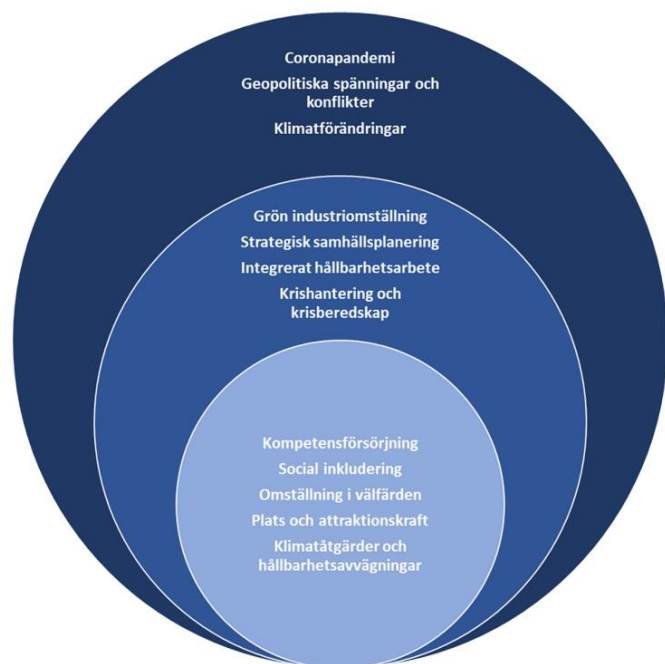 Coronapandemi
Geopolitiska spänningar och
konflikter
Klimatförändringar
Grön industriomställning
Strategisk samhällsplanering
Integrerat hållbarhetsarbete
Krishantering och
krisberedskap
Kompetensförsörjning
Social inkludering
Omställning i välfärden
Plats och attraktionskraft
Klimatåtgärder och
hållbarhetsavvägningar